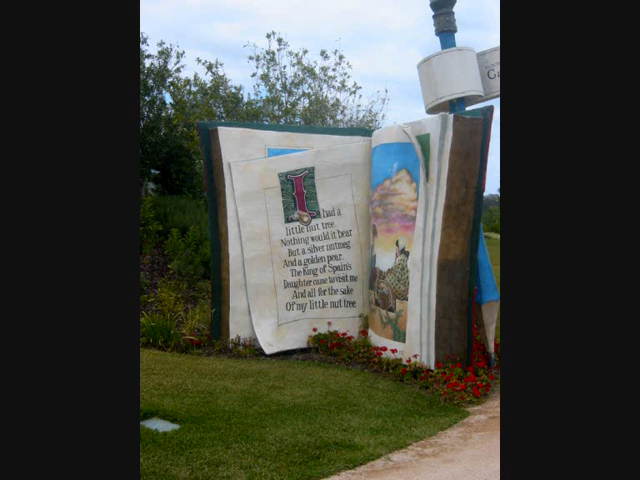 I had a
little nut tree
Nothing would it bear
But a silver nutmeg
And a golden pear.
The King of Spain's
Daughter came to visit me
And all for the sake
Of my little nut tree